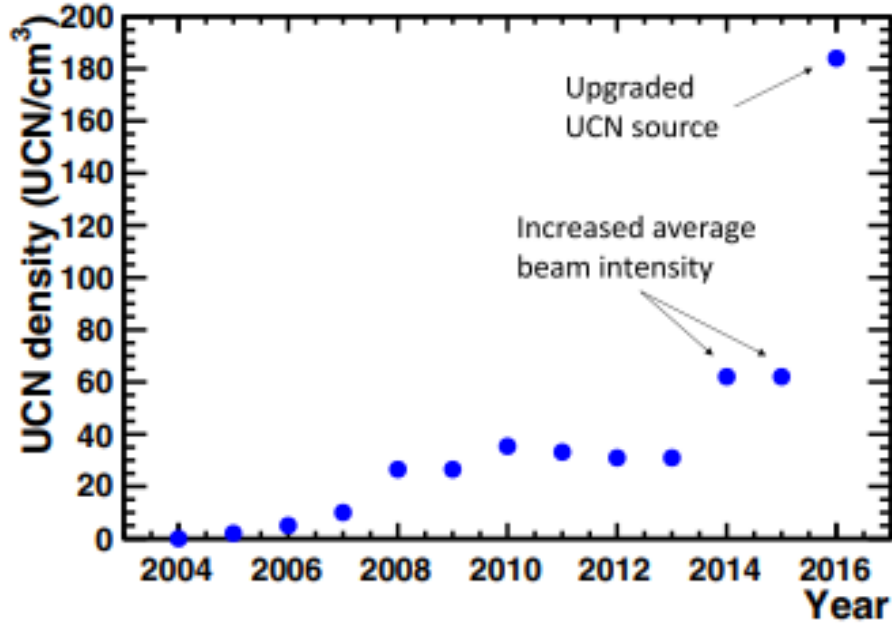 200
180
160
140
120
100
80
60
40
20
0
UCN density (UCN/cm³)
Upgraded
UCN source
Increased average
beam intensity
2004 2006 2008 2010 2012 2014 2016
Year